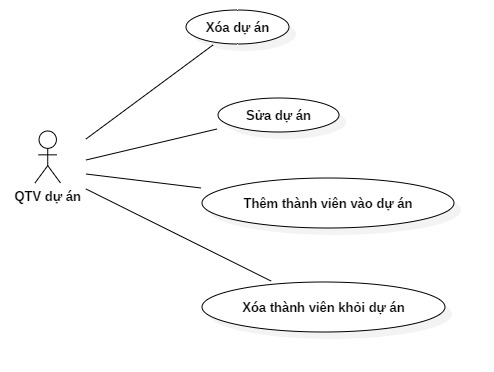 Xóa dự án
Sửa dự án
QTV dự án
Thêm thành viên vào dự án
Xóa thành viên khỏi dự án